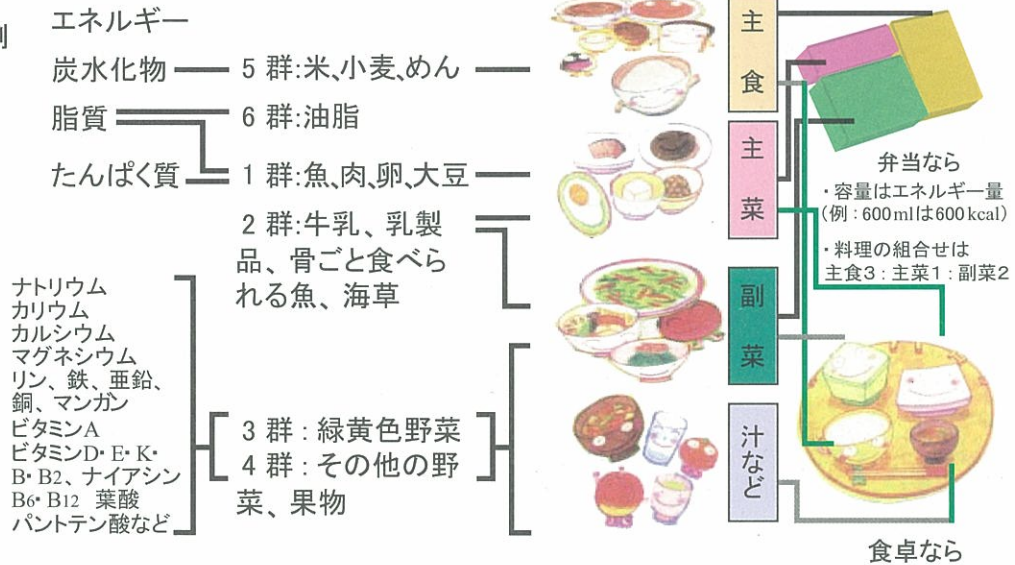 エネルギー
炭水化物
脂質
たんぱく質
5 群:米、小麦、めん
6 群:油脂
1 群:魚、肉、卵、大豆
2 群:牛乳、乳製
品、骨ごと食べら
れる魚、海草
ナトリウム
カリウム
カルシウム
マグネシウム
リン、鉄、亜鉛、
銅、マンガン
ビタミンA
ビタミンD・E・K・
B・B2、ナイアシン
B6・B12 葉酸
パントテン酸など
3 群:緑黄色野菜
4 群:その他の野
菜、果物
主食
主菜
副菜
汁など
弁当なら
・容量はエネルギー量
(例:600mlは600kcal)
・料理の組合せは
主食3:主菜1:副菜2
食卓なら